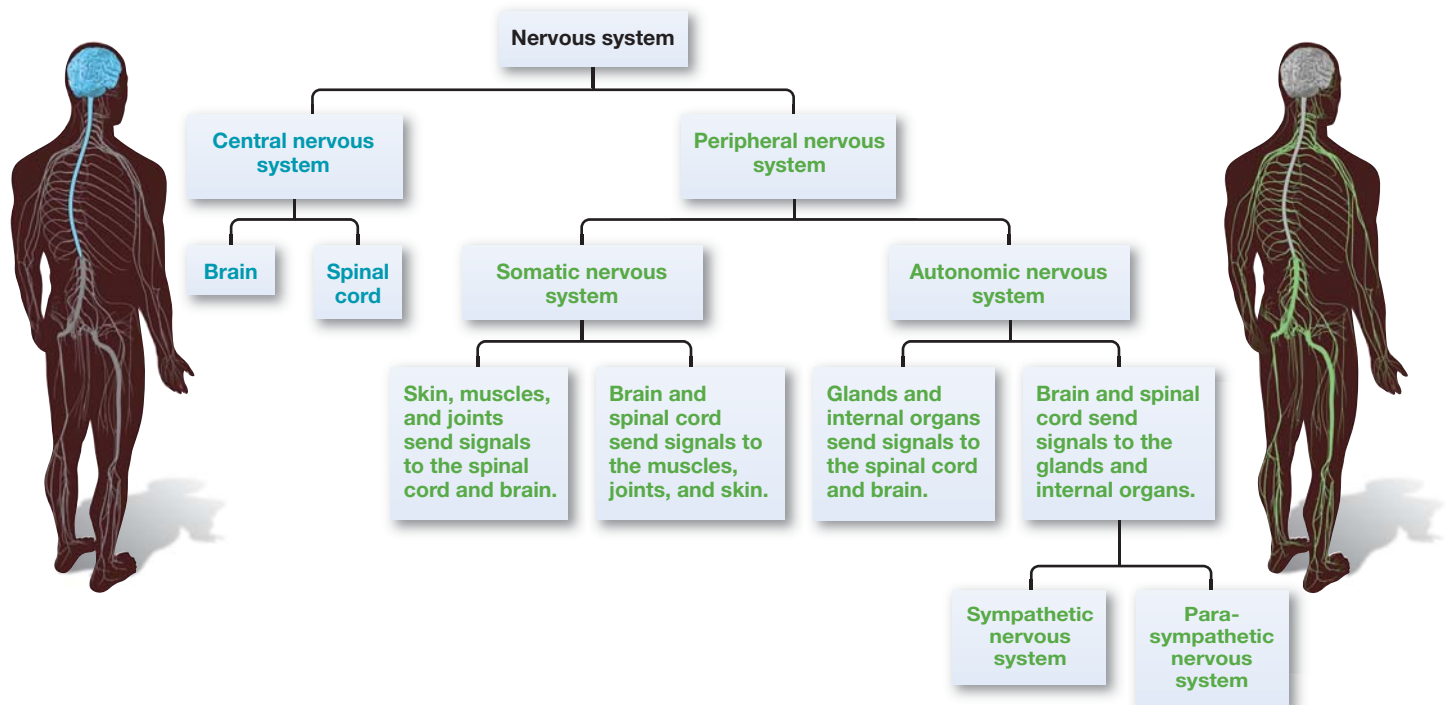 Nervous system
Central nervous
system
Peripheral nervous
system
Brain
Spinal
cord
Somatic nervous
system
Autonomic nervous
system
Skin, muscles,
and joints
send signals
to the spinal
cord and brain.
Brain and
spinal cord
send signals to
the muscles,
joints, and skin.
Glands and
internal organs
send signals to
the spinal cord
and brain.
Brain and spinal
cord send
signals to the
glands and
internal organs.
Sympathetic
nervous
system
Para-
sympathetic
nervous
system